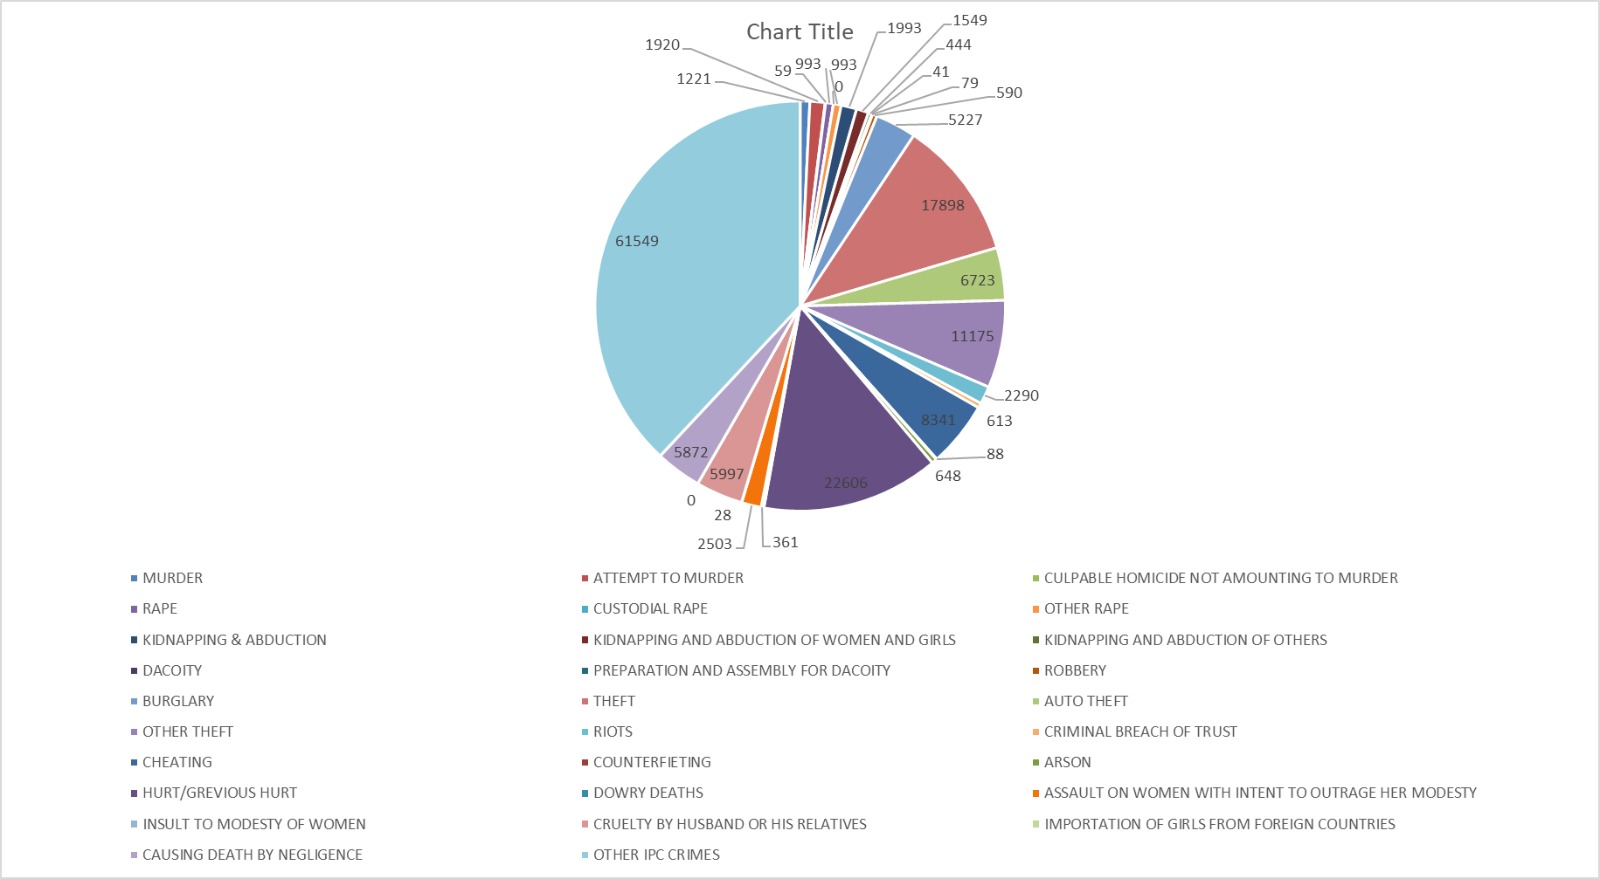 Chart Title
1920
1221
59
993
993
0
1993
1549
444
41
79
590
5227
17898
6723
11175
2290
613
8341
88
648
22606
361
2503
28
5997
0
5872
61549
MURDER ATTEMPT TO MURDER CULPABLE HOMICIDE NOT AMOUNTING TO MURDER
RAPE CUSTODIAL RAPE OTHER RAPE
KIDNAPPING & ABDUCTION KIDNAPPING AND ABDUCTION OF WOMEN AND GIRLS KIDNAPPING AND ABDUCTION OF OTHERS
DACOITY PREPARATION AND ASSEMBLY FOR DACOITY ROBBERY
BURGLARY THEFT AUTO THEFT
OTHER THEFT RIOTS CRIMINAL BREACH OF TRUST
CHEATING COUNTERFIETING ARSON
HURT/GREVIOUS HURT DOWRY DEATHS ASSAULT ON WOMEN WITH INTENT TO OUTRAGE HER MODESTY
INSULT TO MODESTY OF WOMEN CRUELTY BY HUSBAND OR HIS RELATIVES IMPORTATION OF GIRLS FROM FOREIGN COUNTRIES
CAUSING DEATH BY NEGLIGENCE OTHER IPC CRIMES